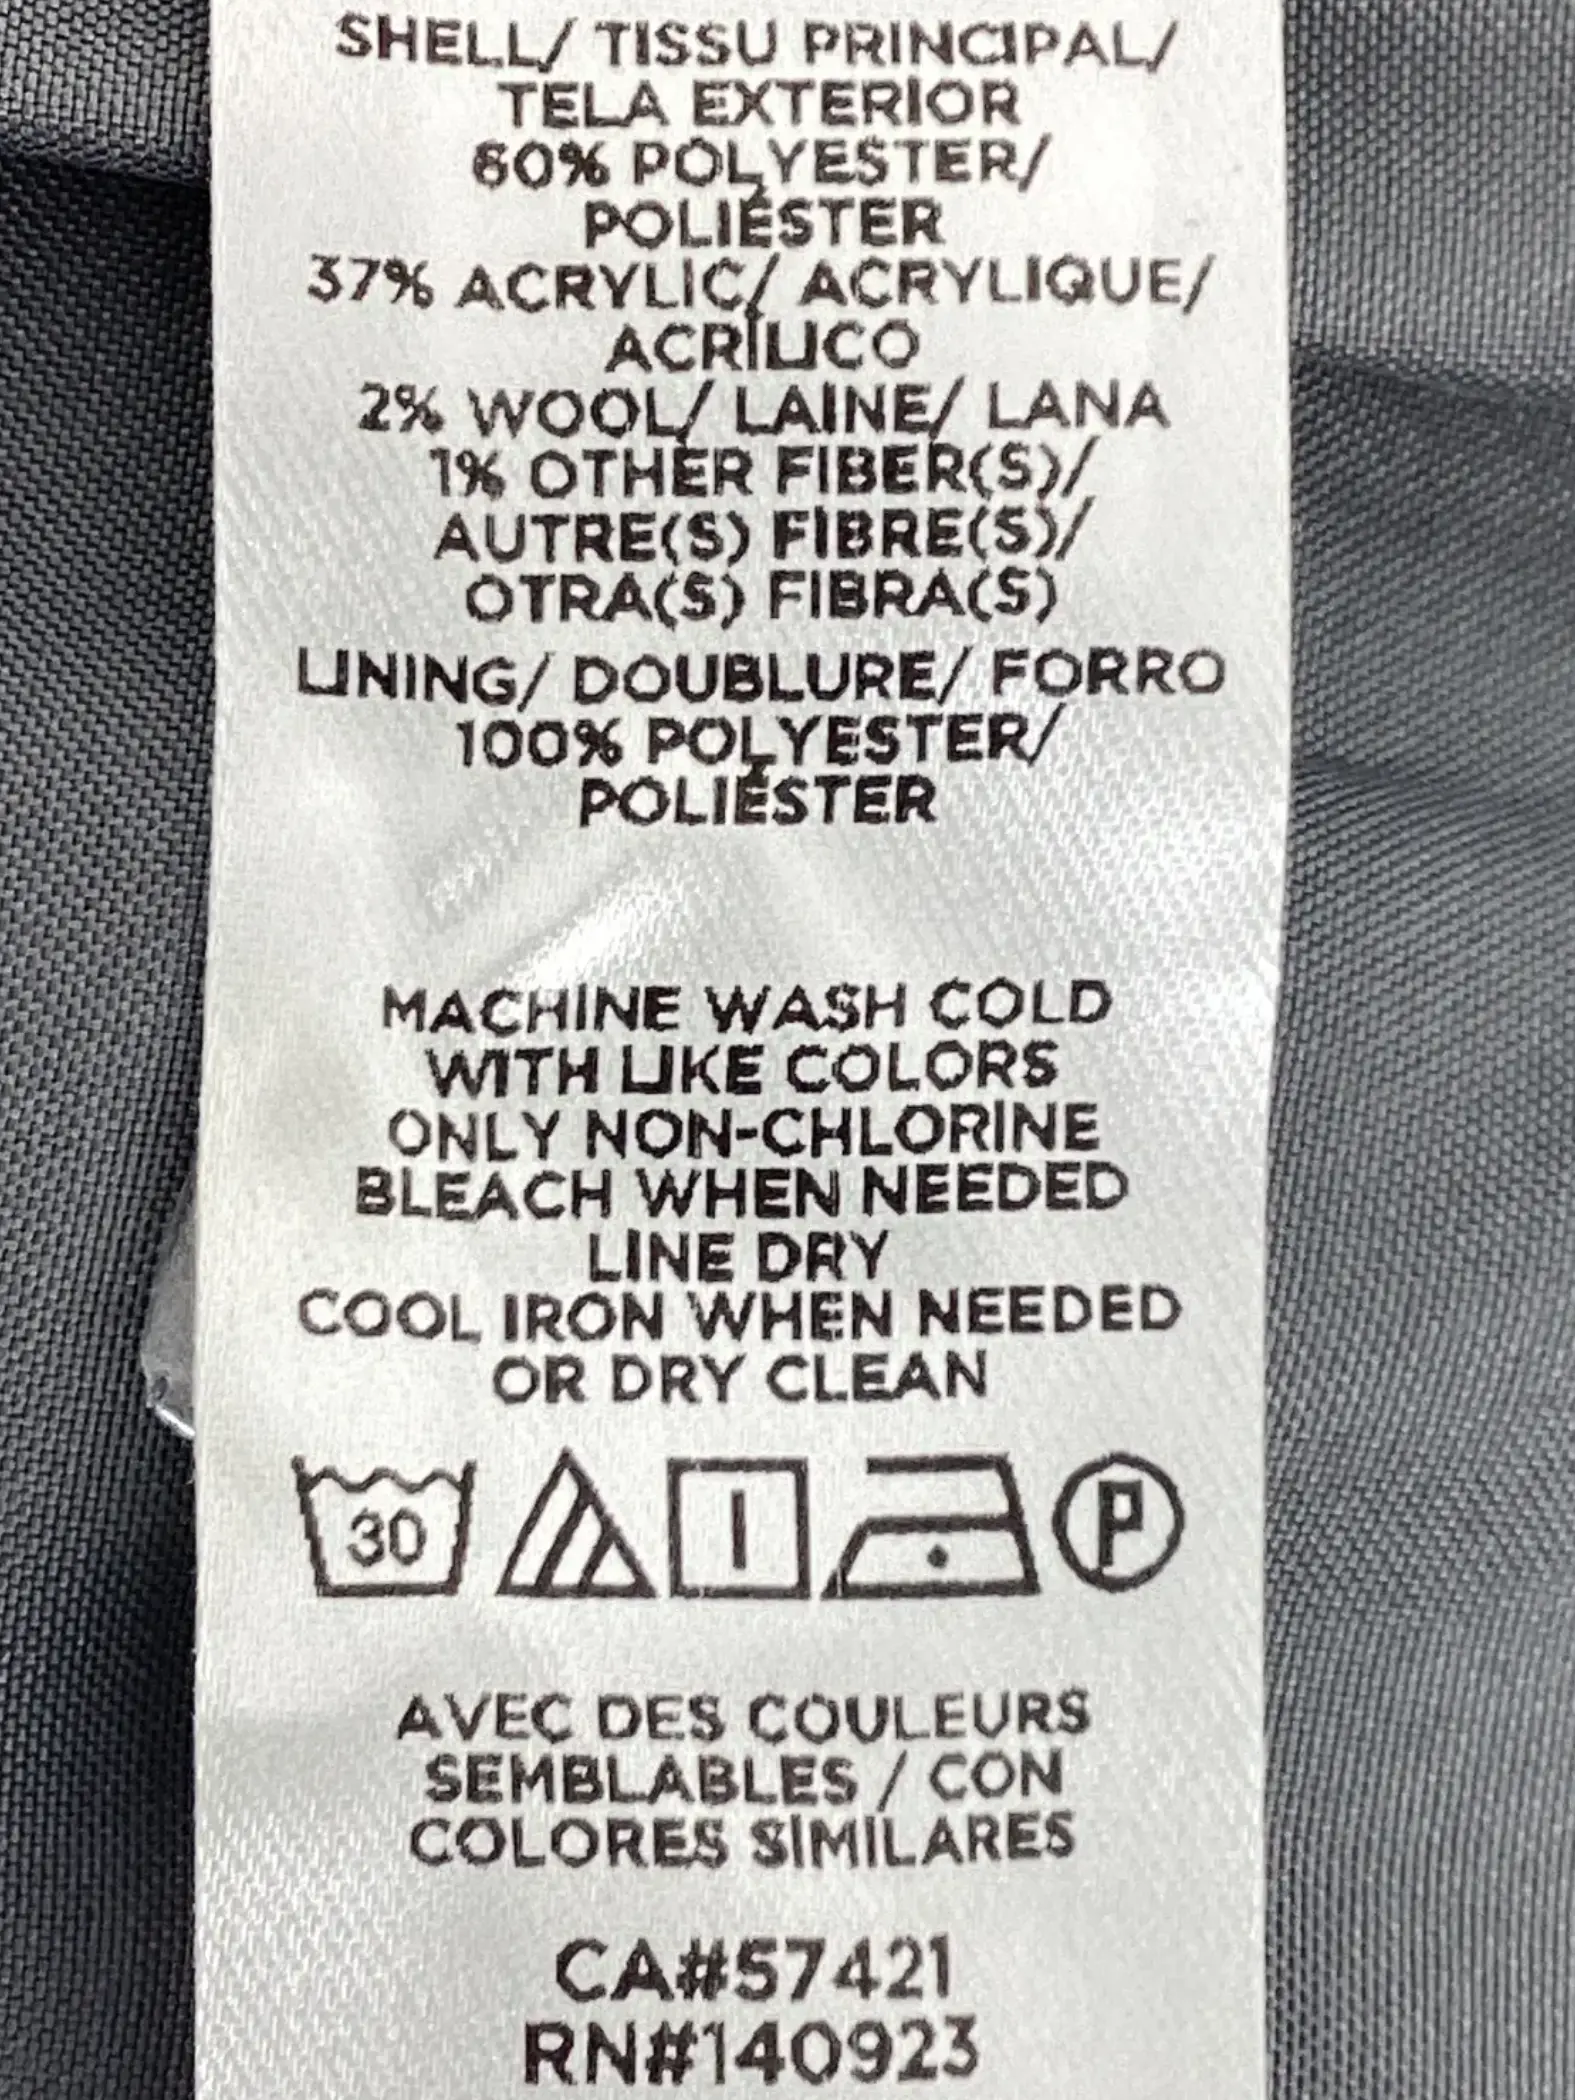 SHELL/ TISSU PRINCIPAL/
TELA EXTERIOR
60% POLYESTER/
POLIÉSTER
37% ACRYLIC/ ACRYLIQUE/
ACRÍLICO
2% WOOL/ LAINE/ LANA
1% OTHER FIBER(S)/
AUTRE(S) FIBRE(S)/
OTRA(S) FIBRA(S)
LINING/ DOUBLURE/ FORRO
100% POLYESTER/
POLIÉSTER
MACHINE WASH COLD
WITH LIKE COLORS
ONLY NON-CHLORINE
BLEACH WHEN NEEDED
LINE DRY
COOL IRON WHEN NEEDED
OR DRY CLEAN
30 P
AVEC DES COULEURS
SEMBLABLES / CON
COLORES SIMILARES
CA#57421
RN#140923